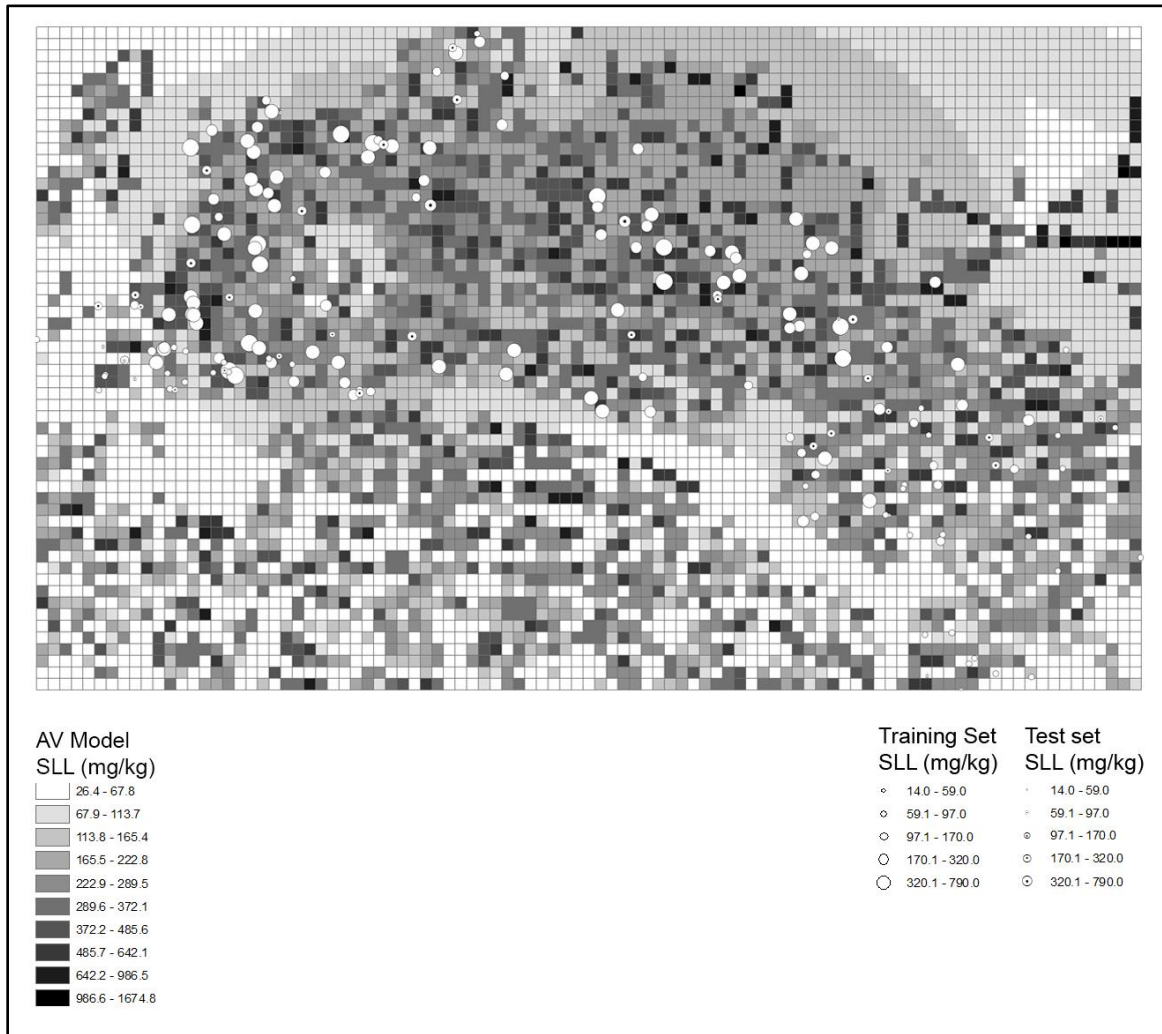 AV Model
SLL (mg/kg)
26.4 - 67.8
67.9 - 113.7
113.8 - 165.4
165.5 - 222.8
222.9 - 289.5
289.6 - 372.1
372.2 - 485.6
485.7 - 642.1
642.2 - 986.5
986.6 - 1674.8
Training Set
SLL (mg/kg)
14.0 - 59.0
59.1 - 97.0
97.1 - 170.0
170.1 - 320.0
320.1 - 790.0
Test set
SLL (mg/kg)
14.0 - 59.0
59.1 - 97.0
97.1 - 170.0
170.1 - 320.0
320.1 - 790.0